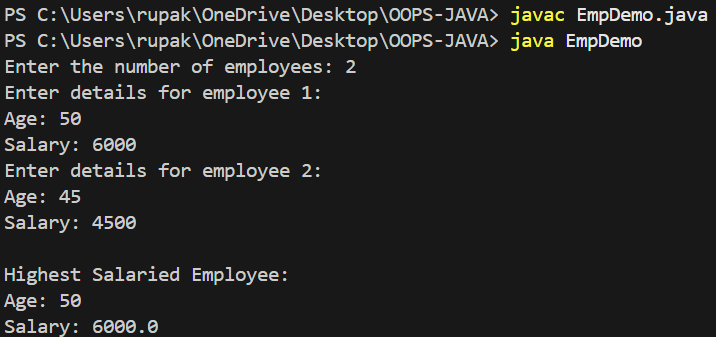 PS C:\Users\rupak\OneDrive\Desktop\OOPS-JAVA> javac EmpDemo.java
PS C:\Users\rupak\OneDrive\Desktop\OOPS-JAVA> java EmpDemo
Enter the number of employees: 2
Enter details for employee 1:
Age: 50
Salary: 6000
Enter details for employee 2:
Age: 45
Salary: 4500

Highest Salaried Employee:
Age: 50
Salary: 6000.0